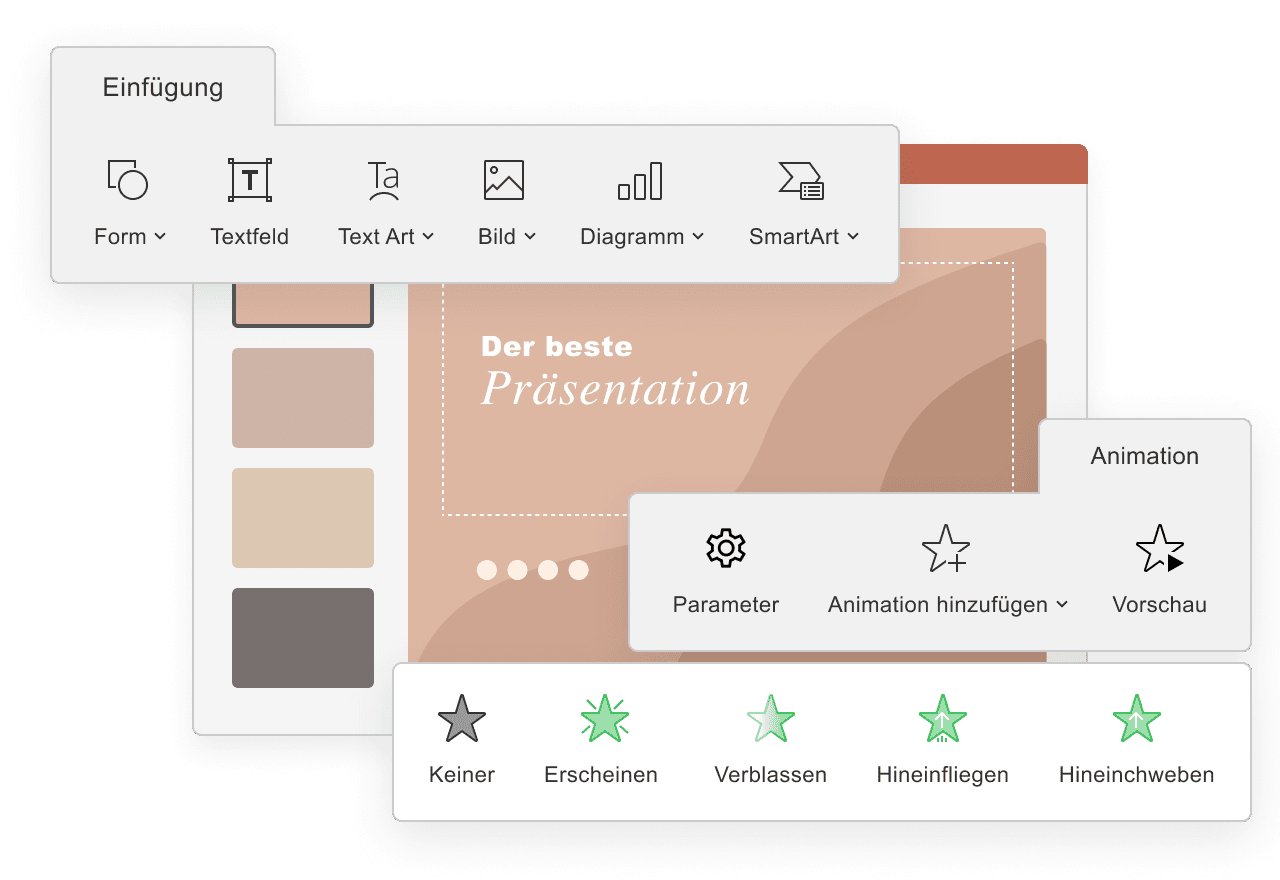 Einfügung
Form Textfeld Text Art Bild Diagramm SmartArt
Der beste
Präsentation
Animation
Parameter Animation hinzufügen Vorschau
Keiner Erscheinen Verblassen Hineinfliegen Hineinchweben